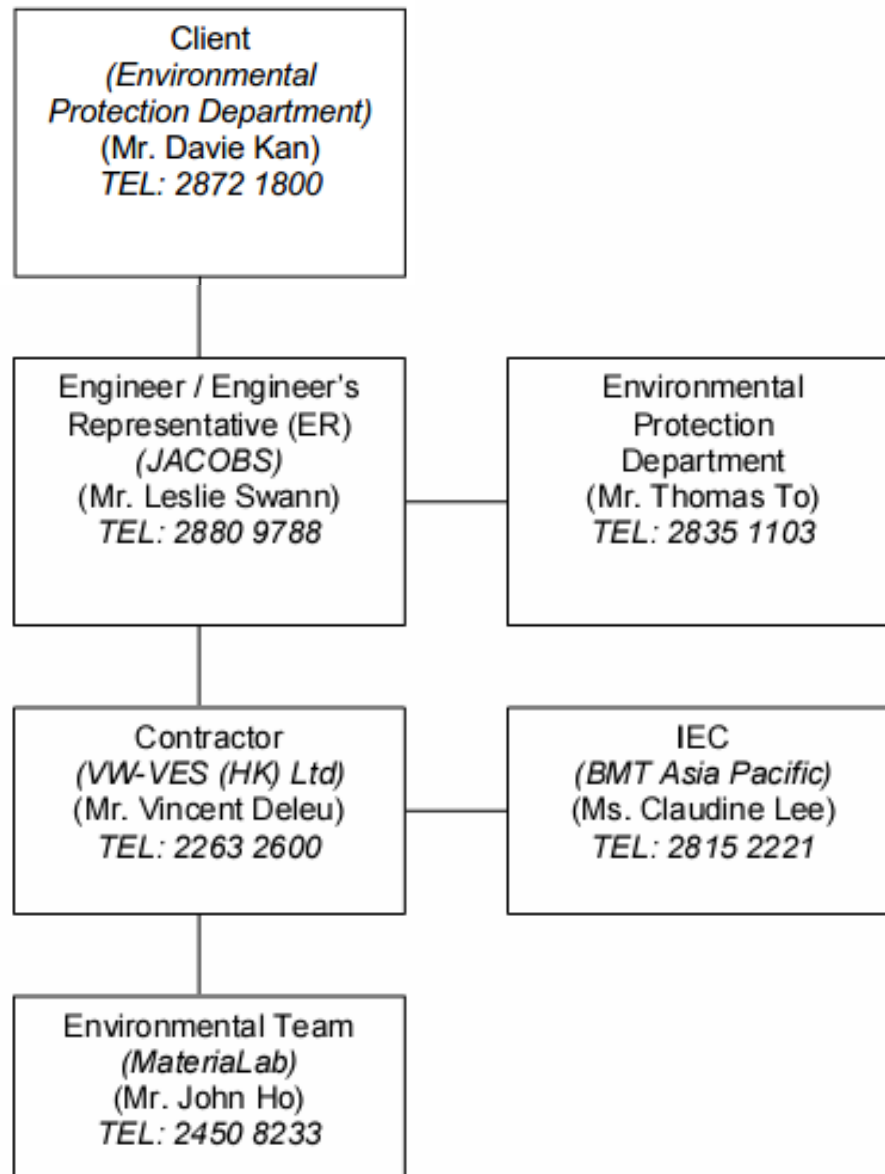 Client
(Environmental
Protection Department)
(Mr. Davie Kan)
TEL: 2872 1800
Engineer / Engineer's
Representative (ER)
(JACOBS)
(Mr. Leslie Swann)
TEL: 2880 9788
Environmental
Protection
Department
(Mr. Thomas To)
TEL: 2835 1103
Contractor
(VW-VES (HK) Ltd)
(Mr. Vincent Deleu)
TEL: 2263 2600
IEC
(BMT Asia Pacific)
(Ms. Claudine Lee)
TEL: 2815 2221
Environmental Team
(MateriaLab)
(Mr. John Ho)
TEL: 2450 8233